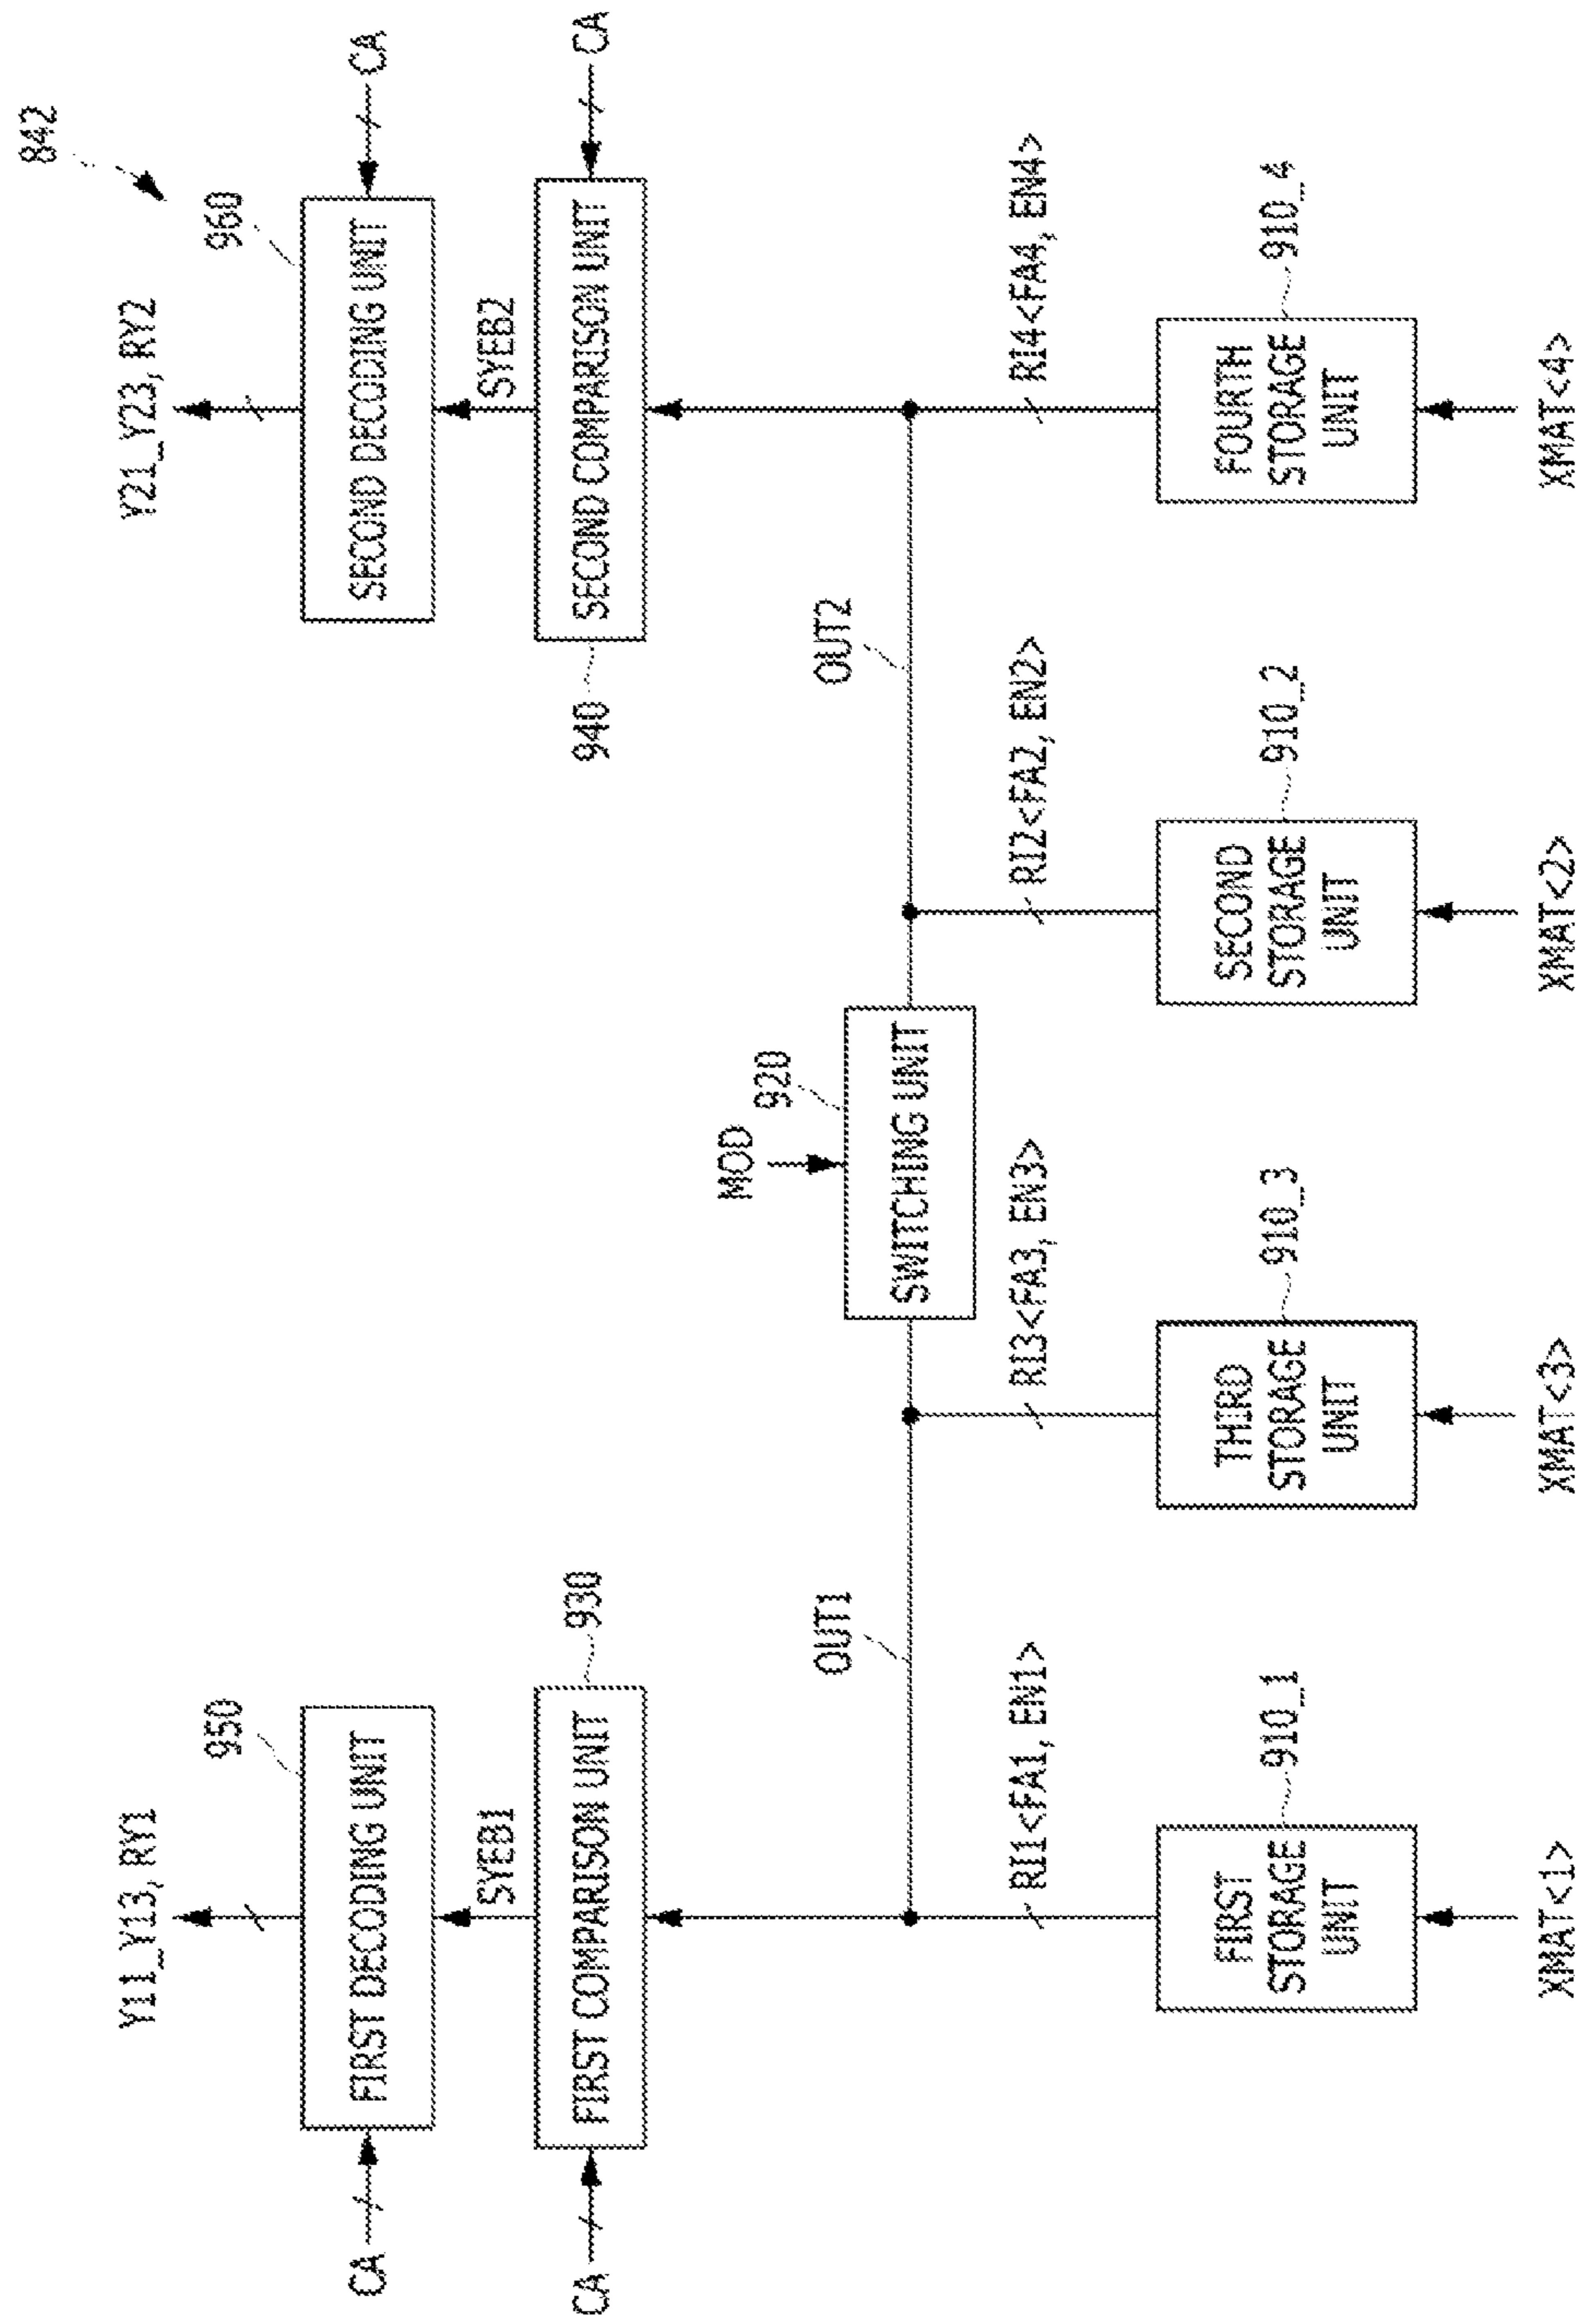 842
Y11_Y13, RY1
Y21_Y23, RY2
950
960
CA
FIRST DECODING UNIT
SECOND DECODING UNIT
CA
SYEB1
SYEB2
CA
FIRST COMPARISON UNIT
930
940
SECOND COMPARISON UNIT
CA
MOD
920
OUT1
OUT2
SWITCHING UNIT
RI1<FA1, EN1>
RI3<FA3, EN3>
RI2<FA2, EN2>
RI4<FA4, EN4>
FIRST
STORAGE
UNIT
910_1
THIRD
STORAGE
UNIT
910_3
SECOND
STORAGE
UNIT
910_2
FOURTH
STORAGE
UNIT
910_4
XMAT<1>
XMAT<3>
XMAT<2>
XMAT<4>